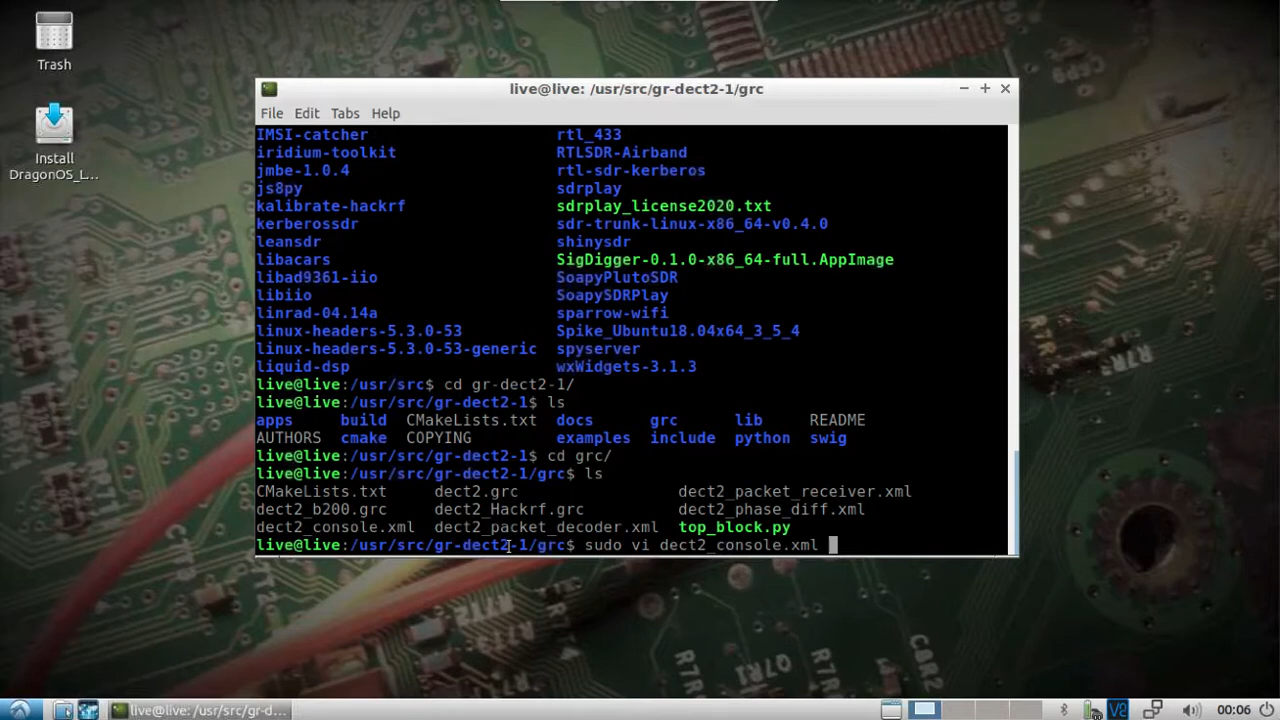 Trash
Install
DragonOS_L...
live@live: /usr/src/gr-dect2-1/grc
File Edit Tabs Help
IMSI-catcher rtl_433
iridium-toolkit RTLSDR-Airband
jmbe-1.0.4 rtl-sdr-kerberos
js8py sdrplay
kalibrate-hackrf sdrplay_license2020.txt
kerberossdr sdr-trunk-linux-x86_64-v0.4.0
leansdr shinysdr
libacars SigDigger-0.1.0-x86_64-full.AppImage
libad9361-iio SoapyPlutoSDR
libiio SoapySDRPlay
linrad-04.14a sparrow-wifi
linux-headers-5.3.0-53 Spike_Ubuntu18.04x64_3_5_4
linux-headers-5.3.0-53-generic spyserver
liquid-dsp wxWidgets-3.1.3
live@live:/usr/src$ cd gr-dect2-1/
live@live:/usr/src/gr-dect2-1$ ls
apps build CMakeLists.txt docs grc lib README
AUTHORS cmake COPYING examples include python swig
live@live:/usr/src/gr-dect2-1$ cd grc/
live@live:/usr/src/gr-dect2-1/grc$ ls
CMakeLists.txt dect2.grc dect2_packet_receiver.xml
dect2_b200.grc dect2_Hackrf.grc dect2_phase_diff.xml
dect2_console.xml dect2_packet_decoder.xml top_block.py
live@live:/usr/src/gr-dect2-1/grc$ sudo vi dect2_console.xml
live@live: /usr/src/gr-d...
00:06